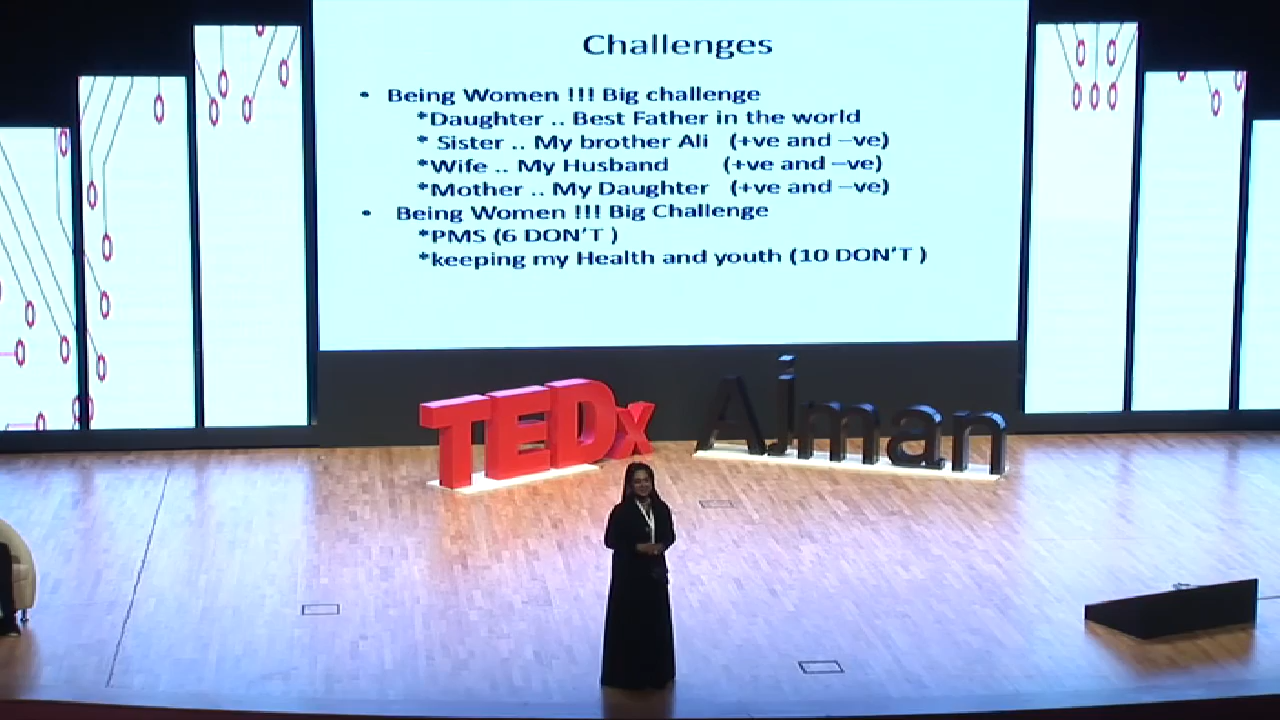 Challenges
• Being Women !!! Big challenge
*Daughter .. Best Father in the world
* Sister .. My brother Ali (+ve and –ve)
*Wife .. My Husband (+ve and –ve)
*Mother .. My Daughter (+ve and –ve)
• Being Women !!! Big Challenge
*PMS (6 DON'T )
*keeping my Health and youth (10 DON'T )
TEDx Ajman